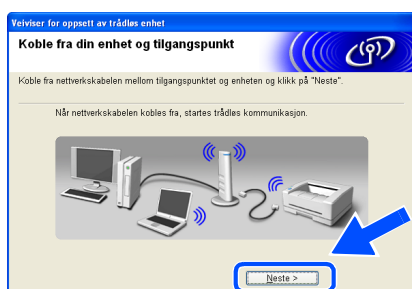 Veiviser for oppsett av trådløs enhet
Koble fra din enhet og tilgangspunkt
Koble fra nettverkskabelen mellom tilgangspunktet og enheten og klikk på "Neste".
Når nettverkskabelen kobles fra, startes trådløs kommunikasjon.
Neste >